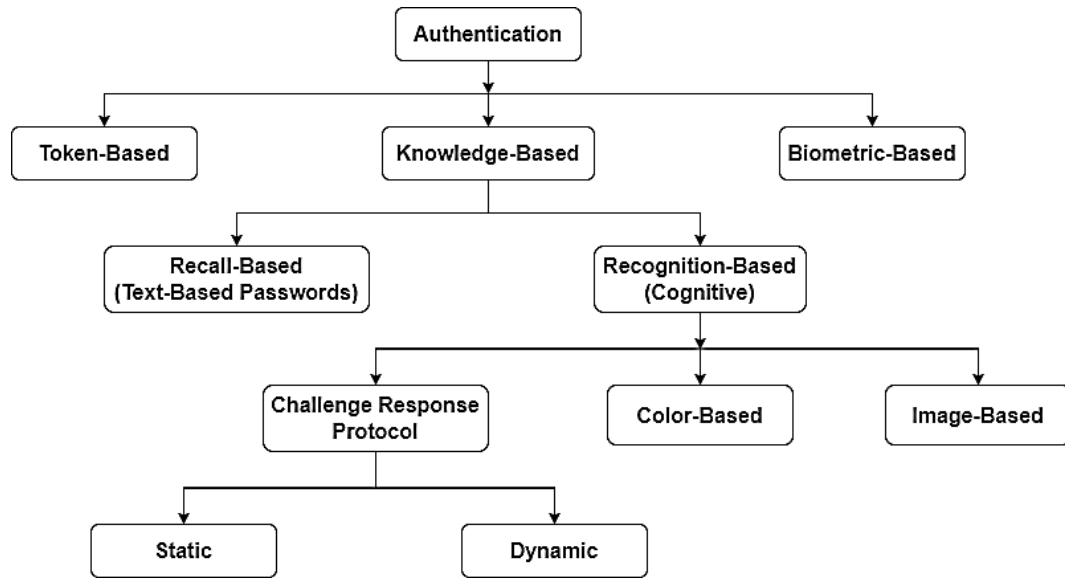 Authentication
Token-Based
Knowledge-Based
Biometric-Based
Recall-Based
(Text-Based Passwords)
Recognition-Based
(Cognitive)
Challenge Response
Protocol
Color-Based
Image-Based
Static
Dynamic